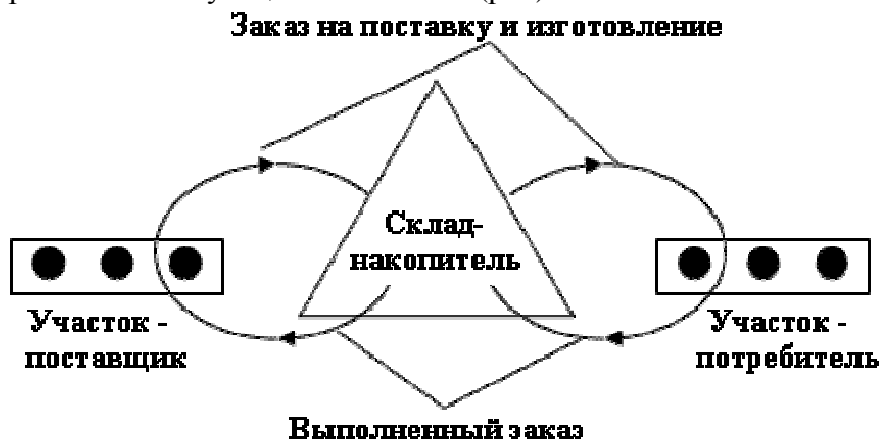 Заказ на поставку и изготовление
Склад-
накопитель
Участок -
поставщик
Участок -
потребитель
Выполненный заказ